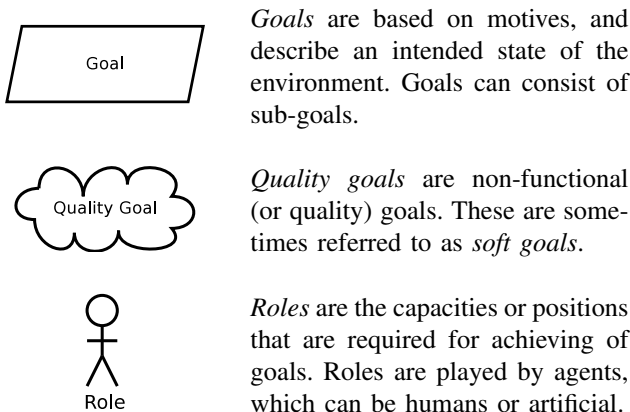 Goal
Goals are based on motives, and
describe an intended state of the
environment. Goals can consist of
sub-goals.
Quality Goal
Quality goals are non-functional
(or quality) goals. These are some-
times referred to as soft goals.
Role
Roles are the capacities or positions
that are required for achieving of
goals. Roles are played by agents,
which can be humans or artificial.